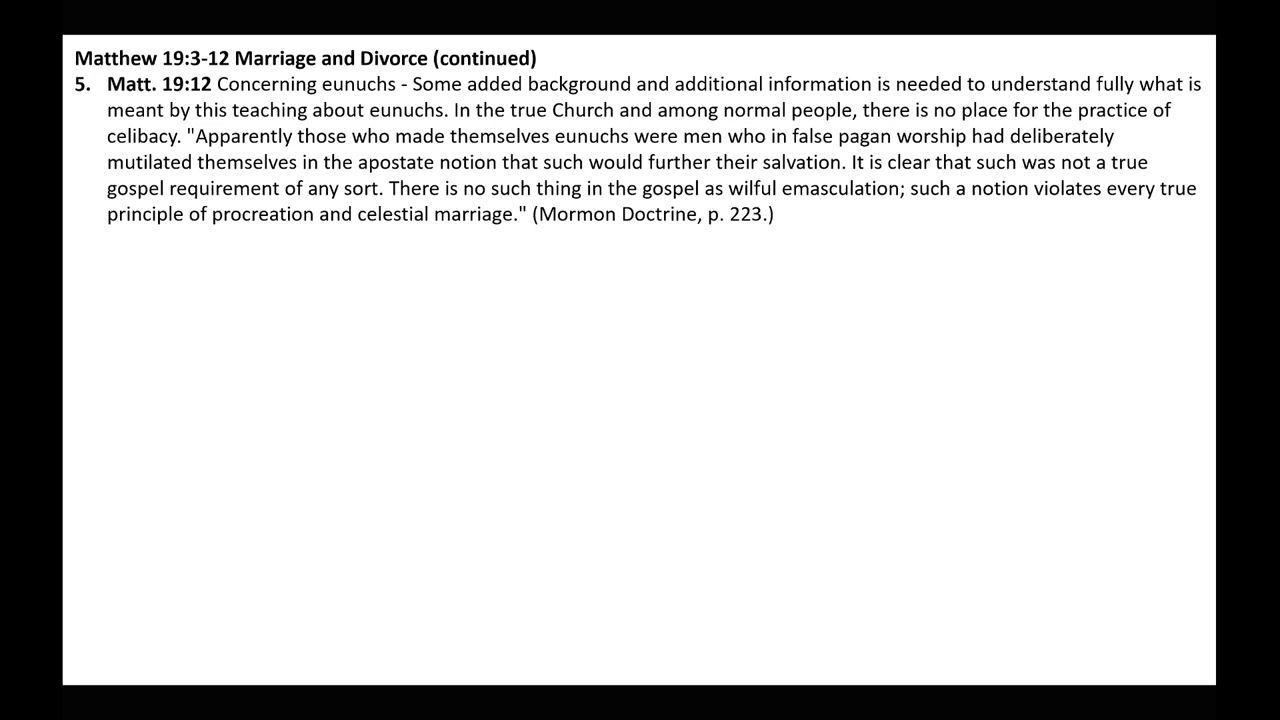 Matthew 19:3-12 Marriage and Divorce (continued)
5. Matt. 19:12 Concerning eunuchs - Some added background and additional information is needed to understand fully what is
meant by this teaching about eunuchs. In the true Church and among normal people, there is no place for the practice of
celibacy. "Apparently those who made themselves eunuchs were men who in false pagan worship had deliberately
mutilated themselves in the apostate notion that such would further their salvation. It is clear that such was not a true
gospel requirement of any sort. There is no such thing in the gospel as wilful emasculation; such a notion violates every true
principle of procreation and celestial marriage." (Mormon Doctrine, p. 223.)